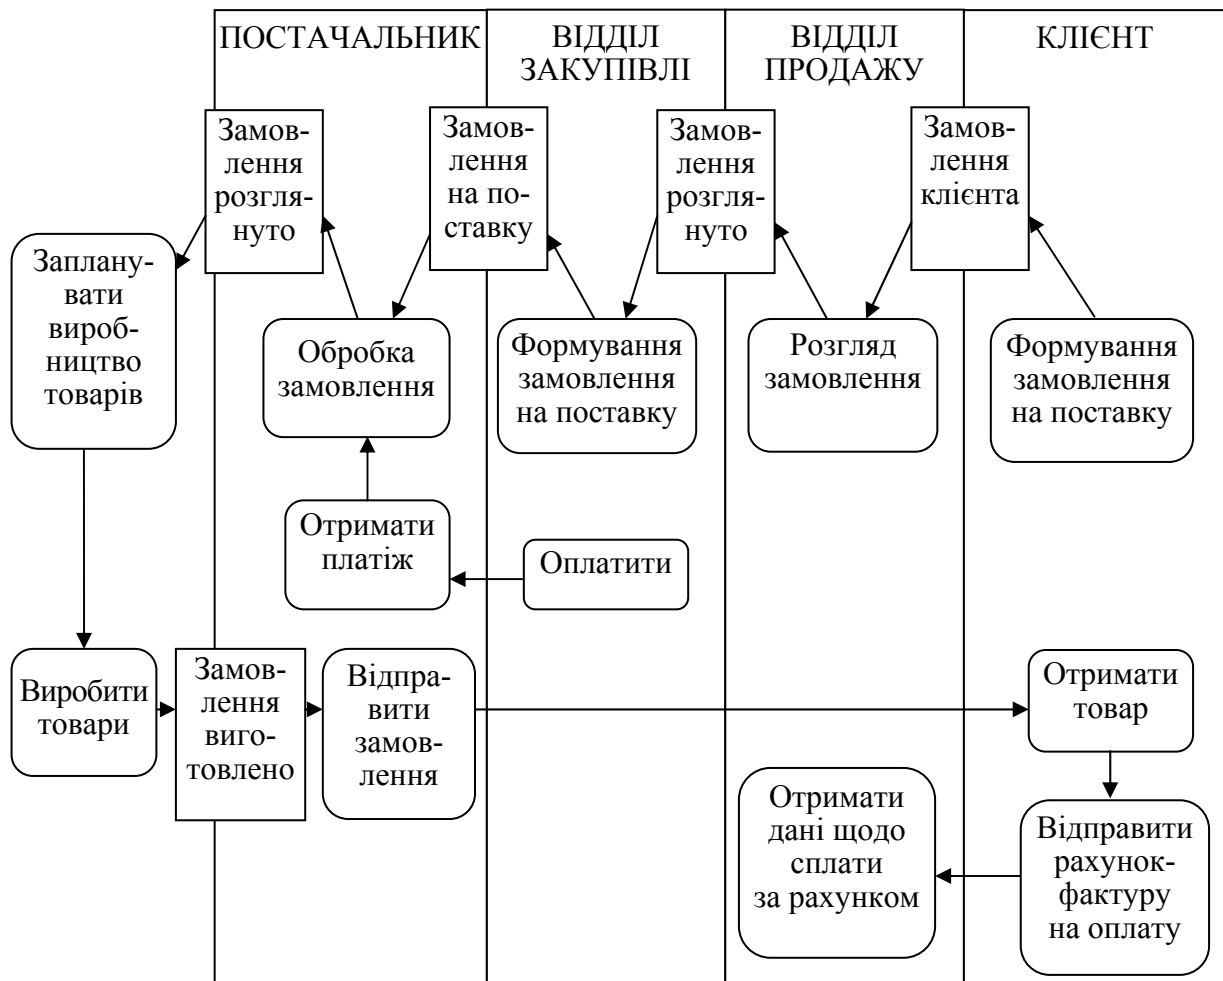 ПОСТАЧАЛЬНИК
ВІДДІЛ
ЗАКУПІВЛІ
ВІДДІЛ
ПРОДАЖУ
КЛІЄНТ
Замов-
лення
розгля-
нуто
Замов-
лення
на по-
ставку
Замов-
лення
розгля-
нуто
Замов-
лення
клієнта
Заплану-
вати
вироб-
ництво
товарів
Обробка
замовлення
Формування
замовлення
на поставку
Розгляд
замовлення
Формування
замовлення
на поставку
Отримати
платіж
Оплатити
Виробити
товари
Замов-
лення
виго-
товлено
Відпра-
вити
замов-
лення
Отримати
товар
Отримати
дані щодо
сплати
за рахунком
Відправити
рахунок-
фактуру
на оплату